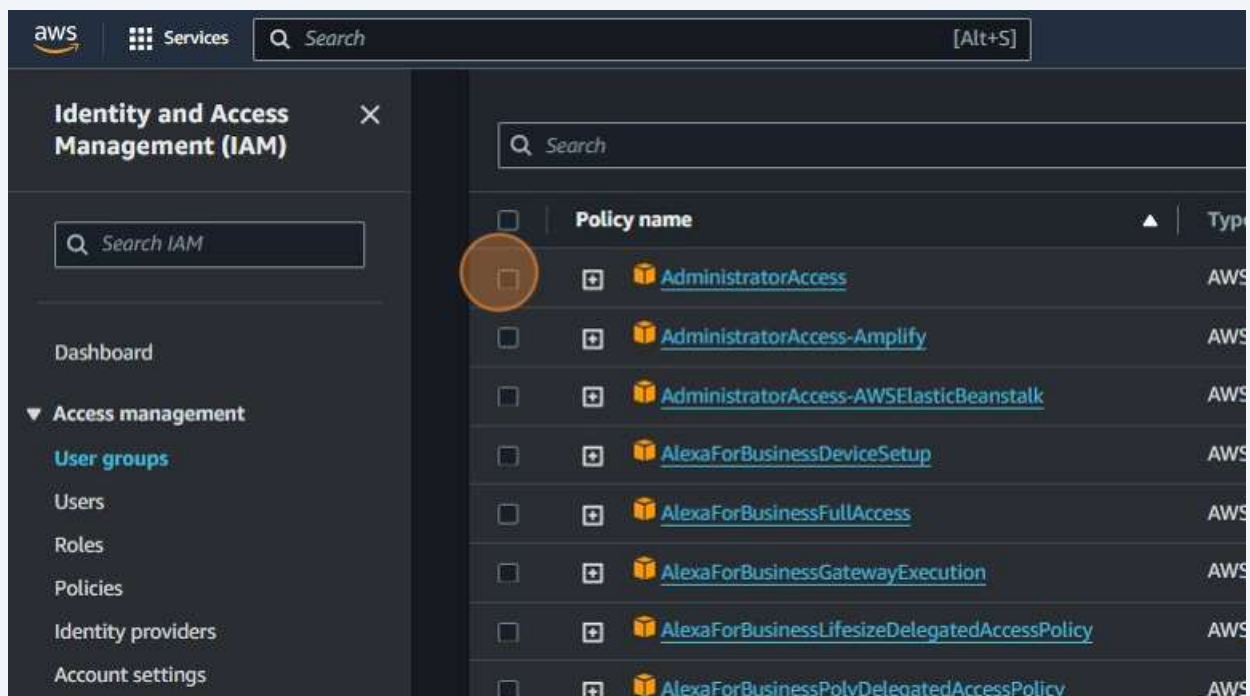 aws Services Search [Alt+S]
Identity and Access
Management (IAM)
Search IAM
Dashboard
Access management
User groups
Users
Roles
Policies
Identity providers
Account settings
Search
Policy name Type
AdministratorAccess AWS
AdministratorAccess-Amplify AWS
AdministratorAccess-AWSElasticBeanstalk AWS
AlexaForBusinessDeviceSetup AWS
AlexaForBusinessFullAccess AWS
AlexaForBusinessGatewayExecution AWS
AlexaForBusinessLifesizeDelegatedAccessPolicy AWS
AlexaForBusinessPolyDelegatedAccessPolicy AWS